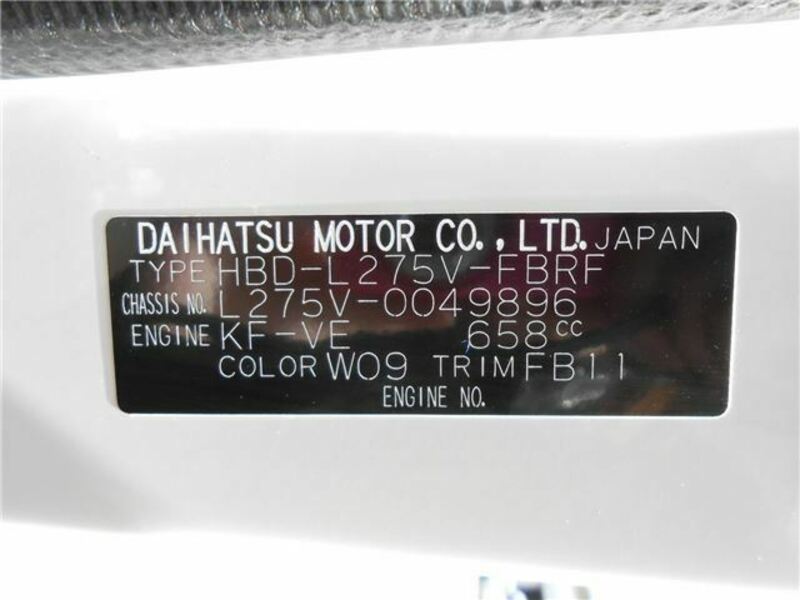 DAIHATSU MOTOR CO., LTD. JAPAN
TYPE HBD-L275V-FBRF
CHASSIS NO. L275V-0049896
ENGINE KF-VE 658cc
COLOR W09 TRIM FB11
ENGINE NO.